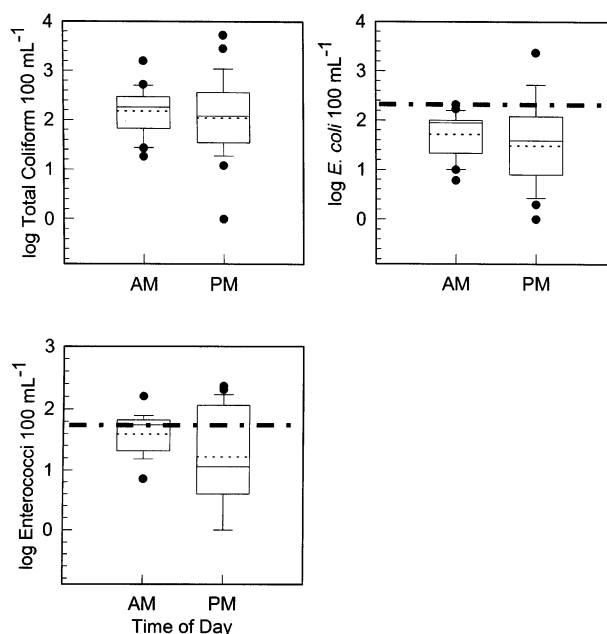 log Total Coliform 100 mL⁻¹
4
3
2
1
0
AM
PM
log E. coli 100 mL⁻¹
4
3
2
1
0
AM
PM
log Enterococci 100 mL⁻¹
3
2
1
0
AM
PM
Time of Day